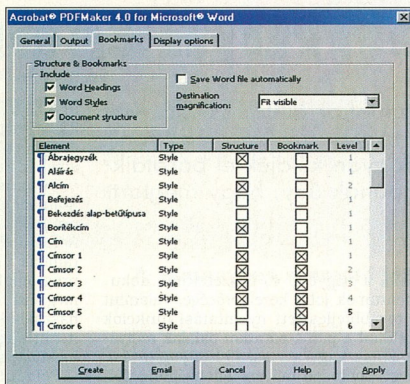 Acrobat® PDFMaker 4.0 for Microsoft® Word
General Output Bookmarks Display options
Structure & Bookmarks
Include
Word Headings
Word Styles
Document structure
Save Word file automatically
Destination magnification: Fit visible
Element Type Structure Bookmark Level
¶ Ábrajegyzék Style 1
¶ Aláírás Style 1
¶ Alcím Style 2
¶ Befejezés Style 1
¶ Bekezdés alap-betűtípusa Style 1
¶ Borítékcím Style 1
¶ Cím Style 1
¶ Címsor 1 Style 1
¶ Címsor 2 Style 2
¶ Címsor 3 Style 3
¶ Címsor 4 Style 4
¶ Címsor 5 Style 5
¶ Címsor 6 Style 6
Create Email Cancel Help Apply